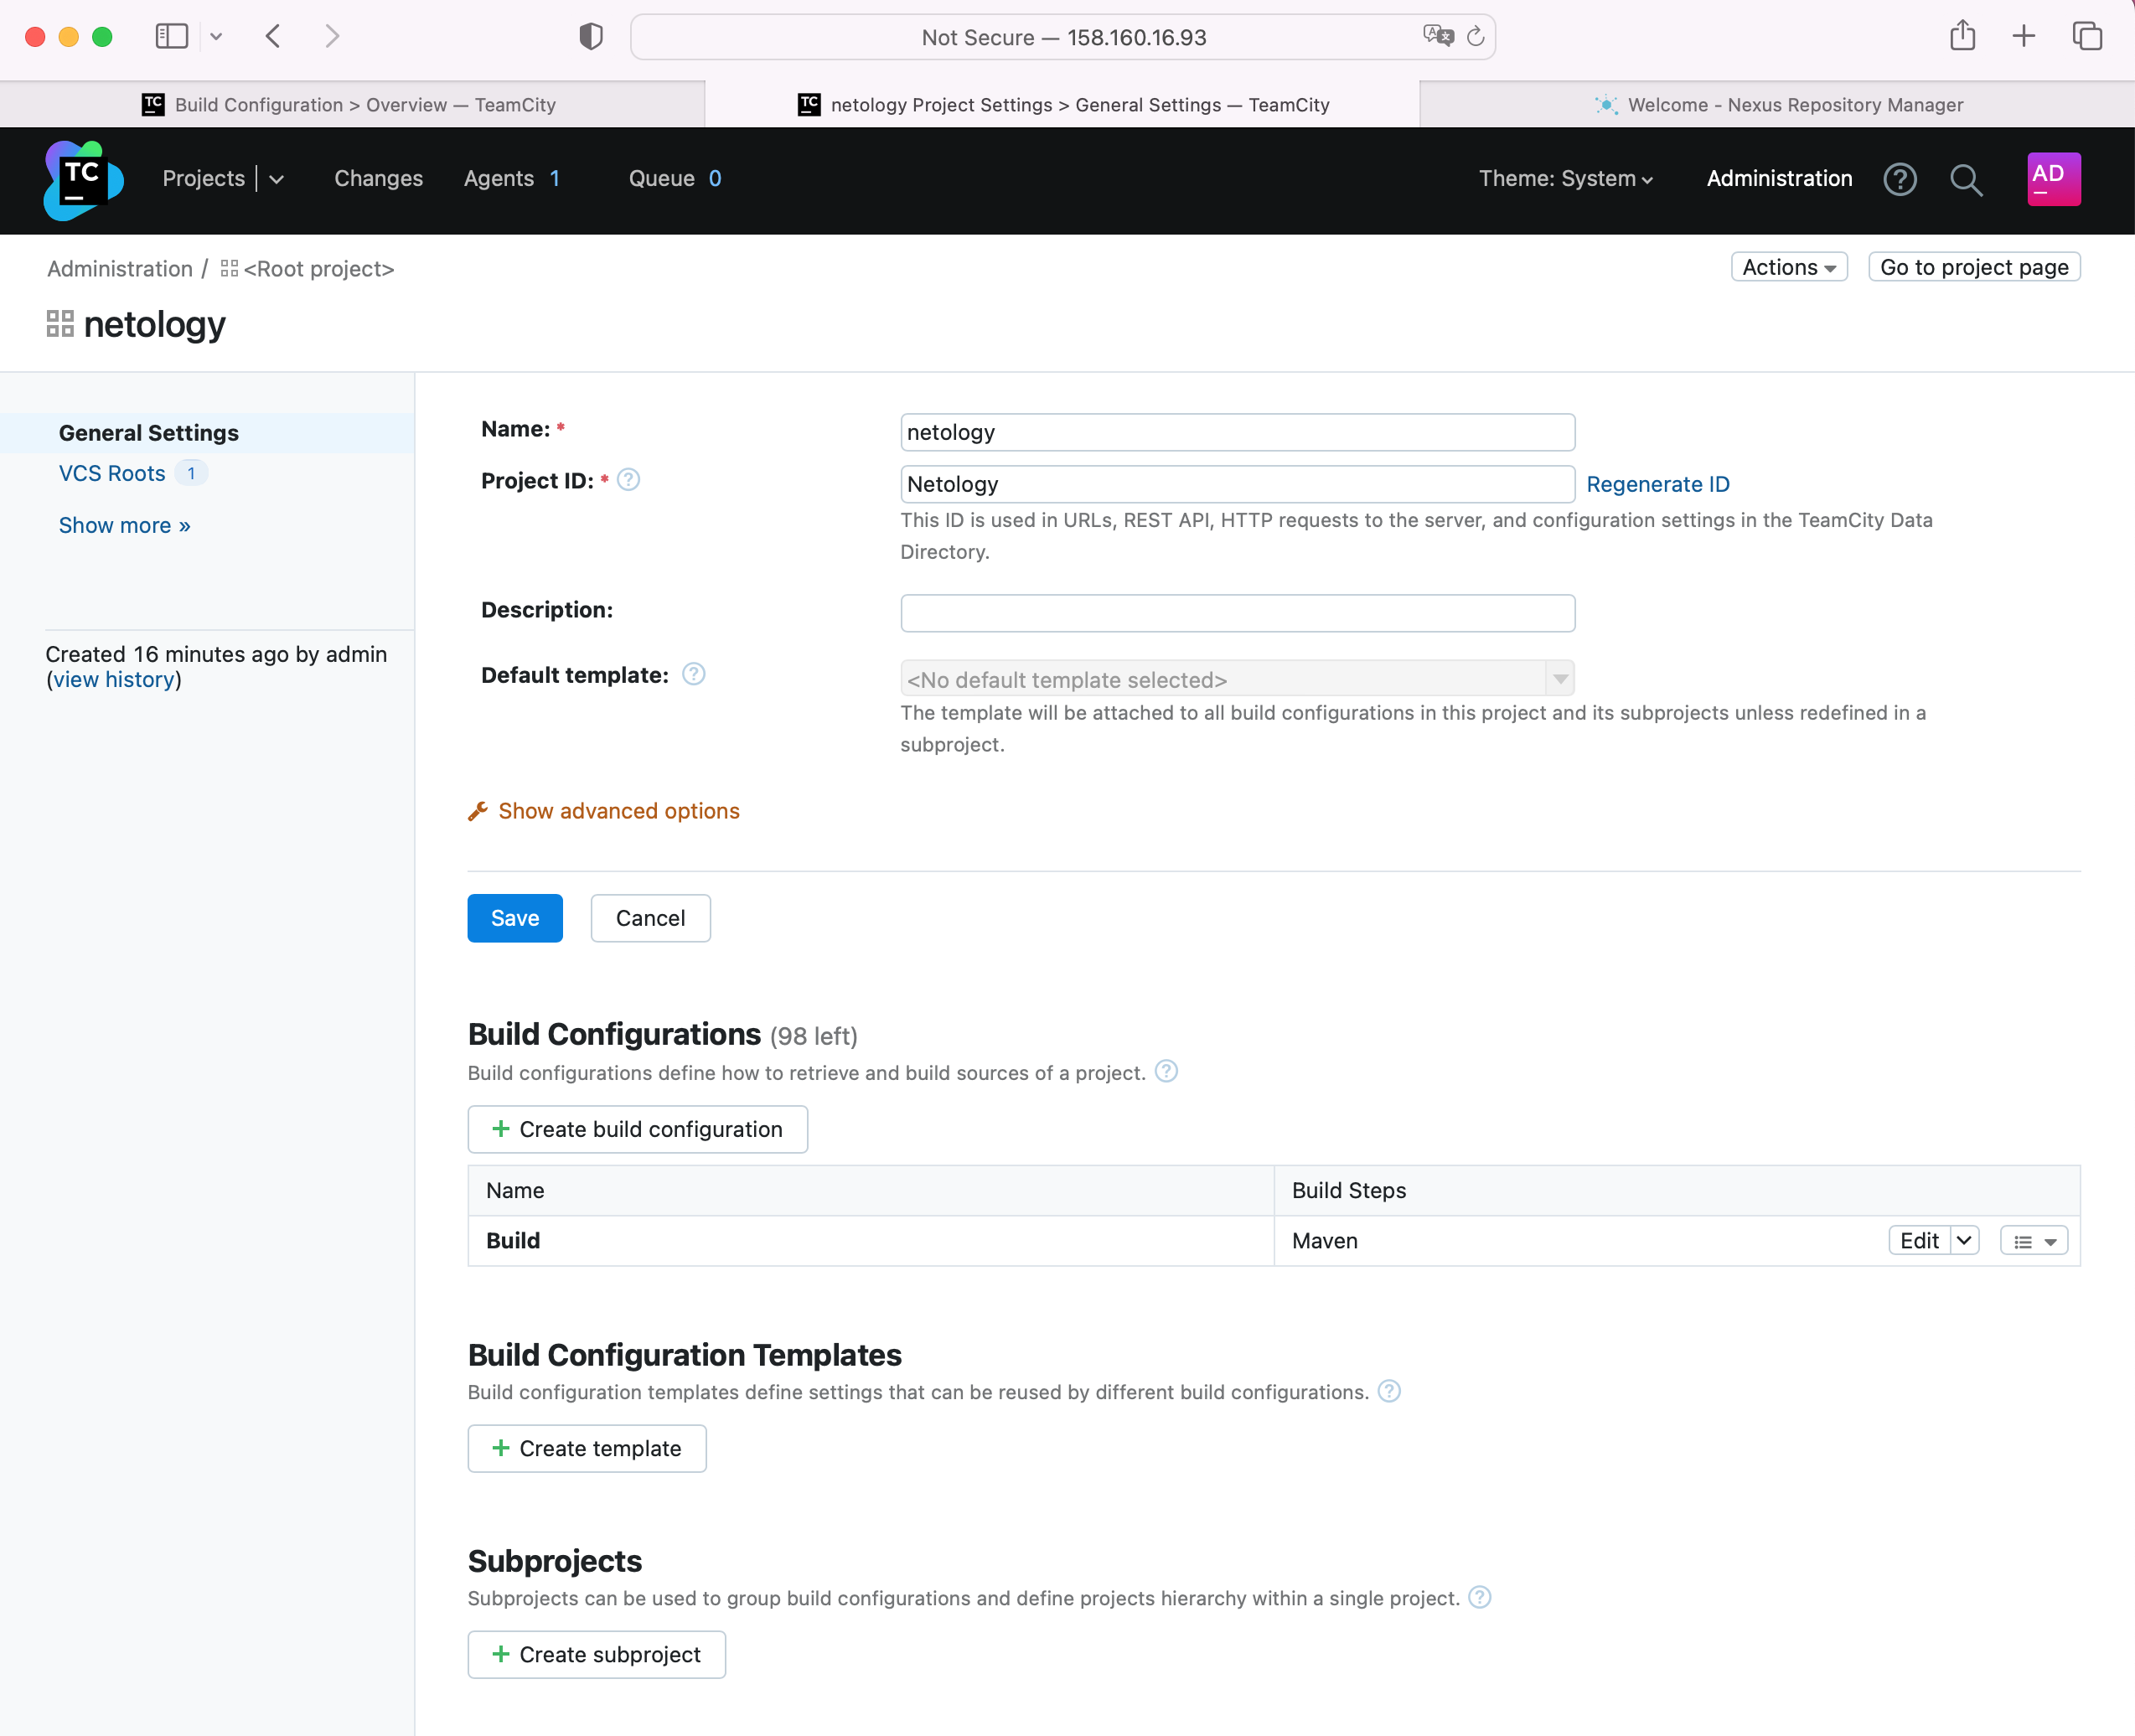 Not Secure — 158.160.16.93
TC Build Configuration > Overview — TeamCity
TC netology Project Settings > General Settings — TeamCity
Welcome - Nexus Repository Manager
TC Projects Changes Agents 1 Queue 0 Theme: System Administration AD
Administration / <Root project>
Actions Go to project page
netology
General Settings
VCS Roots 1
Show more »
Created 16 minutes ago by admin
(view history)
Name: * netology
Project ID: * ? Netology Regenerate ID
This ID is used in URLs, REST API, HTTP requests to the server, and configuration settings in the TeamCity Data
Directory.
Description:
Default template: ? <No default template selected>
The template will be attached to all build configurations in this project and its subprojects unless redefined in a
subproject.
Show advanced options
Save Cancel
Build Configurations (98 left)
Build configurations define how to retrieve and build sources of a project. ?
+ Create build configuration
Name Build Steps
Build Maven Edit
Build Configuration Templates
Build configuration templates define settings that can be reused by different build configurations. ?
+ Create template
Subprojects
Subprojects can be used to group build configurations and define projects hierarchy within a single project. ?
+ Create subproject